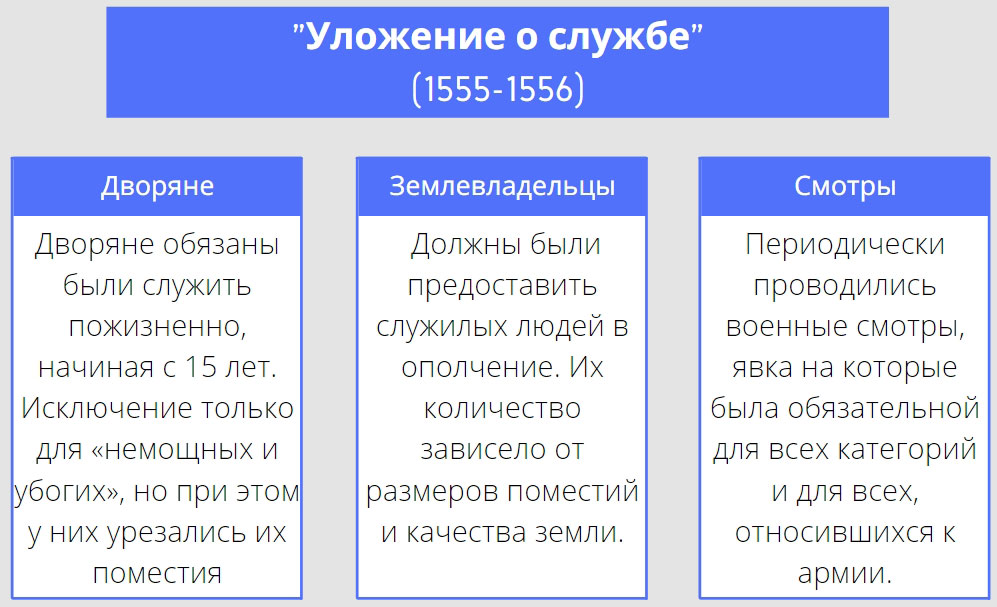 "Уложение о службе"
(1555-1556)
Дворяне
Дворяне обязаны
были служить
пожизненно,
начиная с 15 лет.
Исключение только
для «немощных и
убогих», но при этом
у них урезались их
поместия
Землевладельцы
Должны были
предоставить
служилых людей в
ополчение. Их
количество
зависело от
размеров поместий
и качества земли.
Смотры
Периодически
проводились
военные смотры,
явка на которые
была обязательной
для всех категорий
и для всех,
относившихся к
армии.